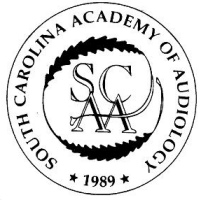 SOUTH CAROLINA ACADEMY OF AUDIOLOGY
SC
AA
★ 1989 ★